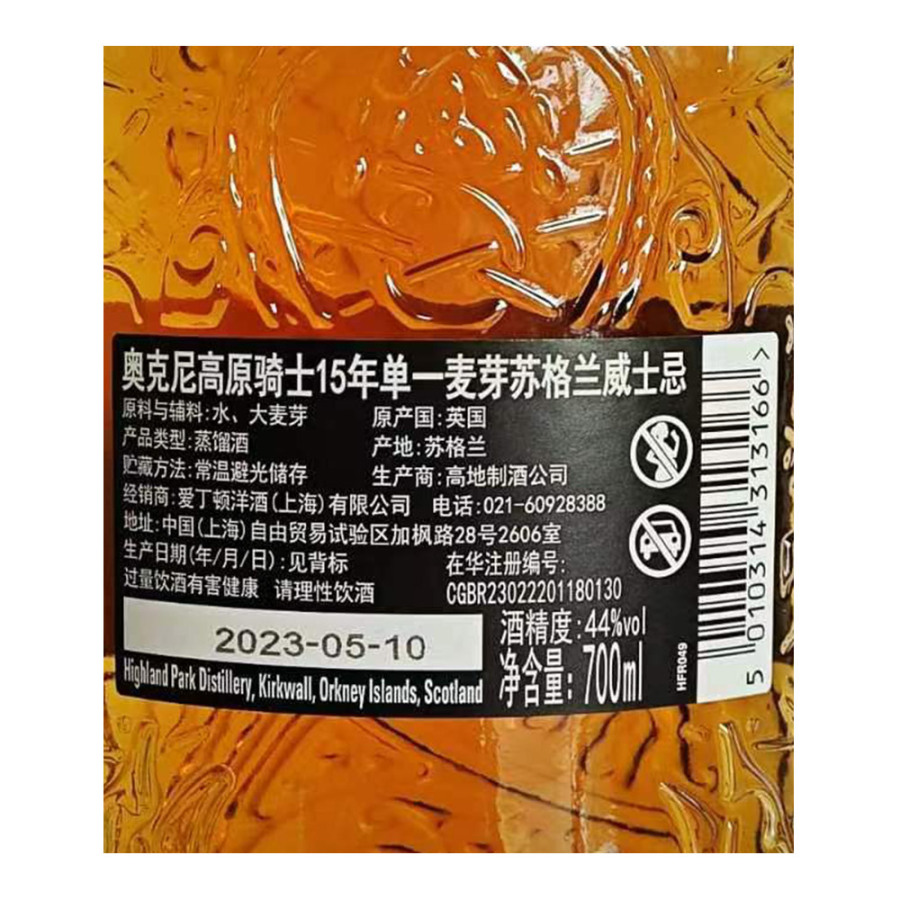 奥克尼高原骑士15年单一麦芽苏格兰威士忌
原料与辅料:水、大麦芽 原产国:英国
产品类型:蒸馏酒 产地:苏格兰
贮藏方法:常温避光储存 生产商:高地制酒公司
经销商:爱丁顿洋酒(上海)有限公司 电话:021-60928388
地址:中国(上海)自由贸易试验区加枫路28号2606室
生产日期(年/月/日):见背标 在华注册编号:
过量饮酒有害健康 请理性饮酒 CGBR23022201180130
2023-05-10
酒精度:44%vol
净含量:700ml
Highland Park Distillery, Kirkwall, Orkney Islands, Scotland
HFR049
5 010314 313166 >